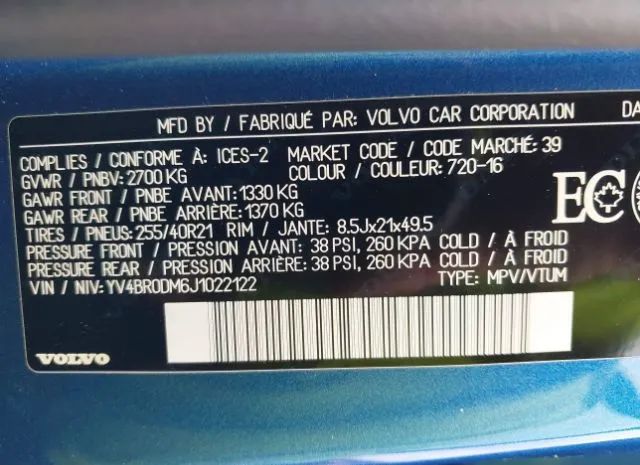 MFD BY / FABRIQUÉ PAR: VOLVO CAR CORPORATION DA
COMPLIES / CONFORME À: ICES-2 MARKET CODE / CODE MARCHÉ: 39
GVWR / PNBV: 2700 KG COLOUR / COULEUR: 720-16
GAWR FRONT / PNBE AVANT: 1330 KG
GAWR REAR / PNBE ARRIÈRE: 1370 KG
TIRES / PNEUS: 255/40R21 RIM / JANTE: 8.5Jx21x49.5
PRESSURE FRONT / PRESSION AVANT: 38 PSI, 260 KPA COLD / À FROID
PRESSURE REAR / PRESSION ARRIÈRE: 38 PSI, 260 KPA COLD / À FROID
VIN / NIV: YV4BR0DM6J1022122 TYPE: MPV/VTUM
EC
VOLVO